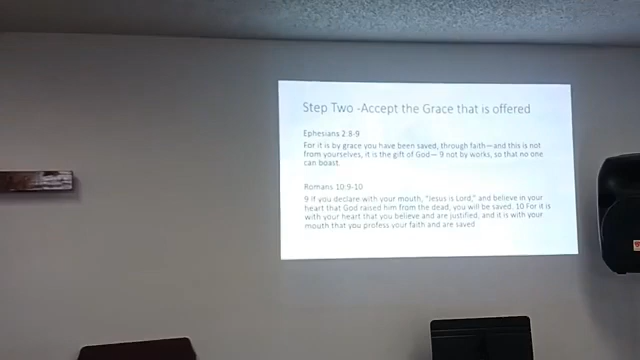 Step Two -Accept the Grace that is offered
Ephesians 2:8-9
For it is by grace you have been saved, through faith—and this is not
from yourselves, it is the gift of God— 9 not by works, so that no one
can boast.
Romans 10:9-10
9 If you declare with your mouth, "Jesus is Lord," and believe in your
heart that God raised him from the dead, you will be saved. 10 For it is
with your heart that you believe and are justified, and it is with your
mouth that you profess your faith and are saved